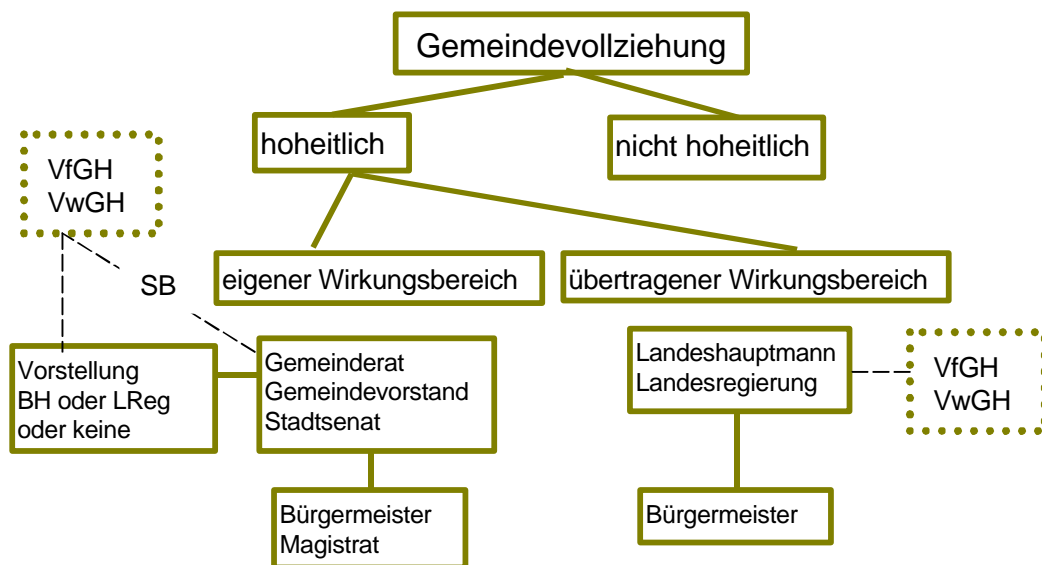 Gemeindevollziehung
hoheitlich
nicht hoheitlich
VfGH
VwGH
SB
eigener Wirkungsbereich
übertragener Wirkungsbereich
Vorstellung
BH oder LReg
oder keine
Gemeinderat
Gemeindevorstand
Stadtsenat
Landeshauptmann
Landesregierung
VfGH
VwGH
Bürgermeister
Magistrat
Bürgermeister